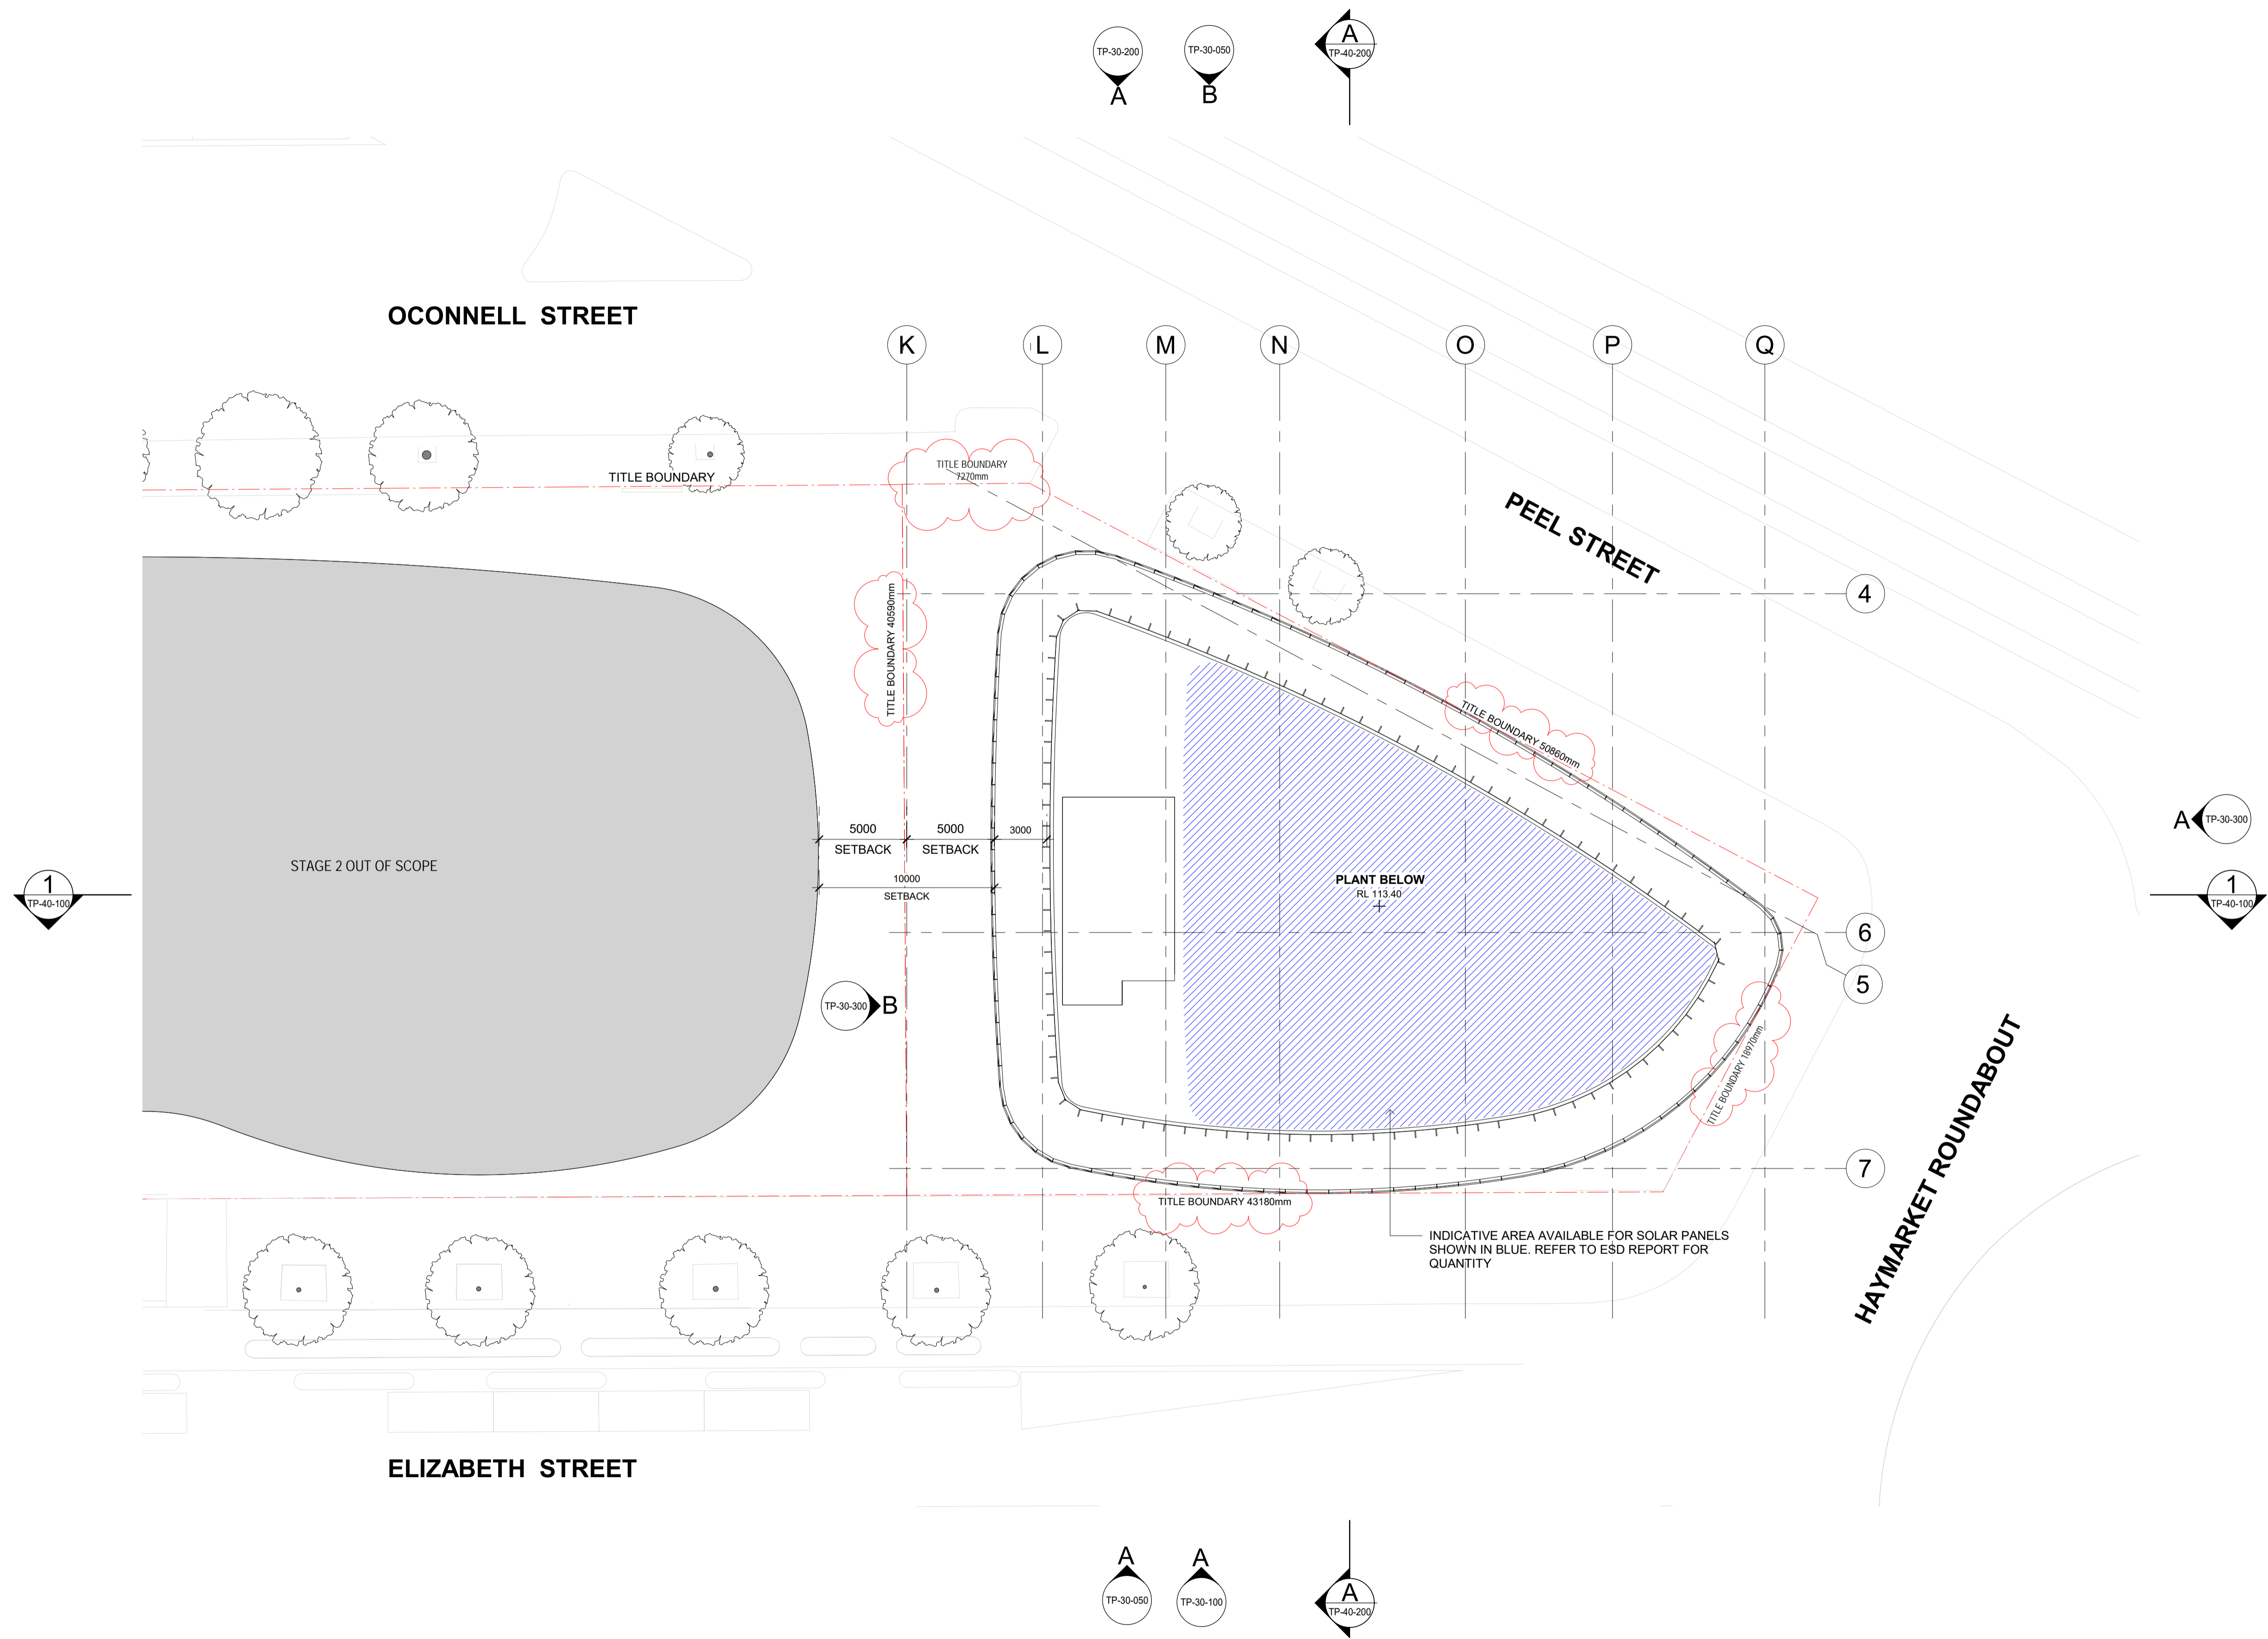 TP-30-200
A
TP-30-050
B
A
TP-40-200
OCONNELL STREET
K
L
M
N
O
P
Q
TITLE BOUNDARY
7270mm
TITLE BOUNDARY
PEEL STREET
4
TITLE BOUNDARY 40590mm
TITLE BOUNDARY 50860mm
5000
SETBACK
5000
SETBACK
3000
10000
SETBACK
STAGE 2 OUT OF SCOPE
PLANT BELOW
RL 113.40
A
TP-30-300
1
TP-40-100
1
TP-40-100
6
5
TP-30-300
B
TITLE BOUNDARY 18970mm
HAYMARKET ROUNDABOUT
7
TITLE BOUNDARY 43180mm
INDICATIVE AREA AVAILABLE FOR SOLAR PANELS
SHOWN IN BLUE. REFER TO ESD REPORT FOR
QUANTITY
ELIZABETH STREET
A
TP-30-050
A
TP-30-100
A
TP-40-200